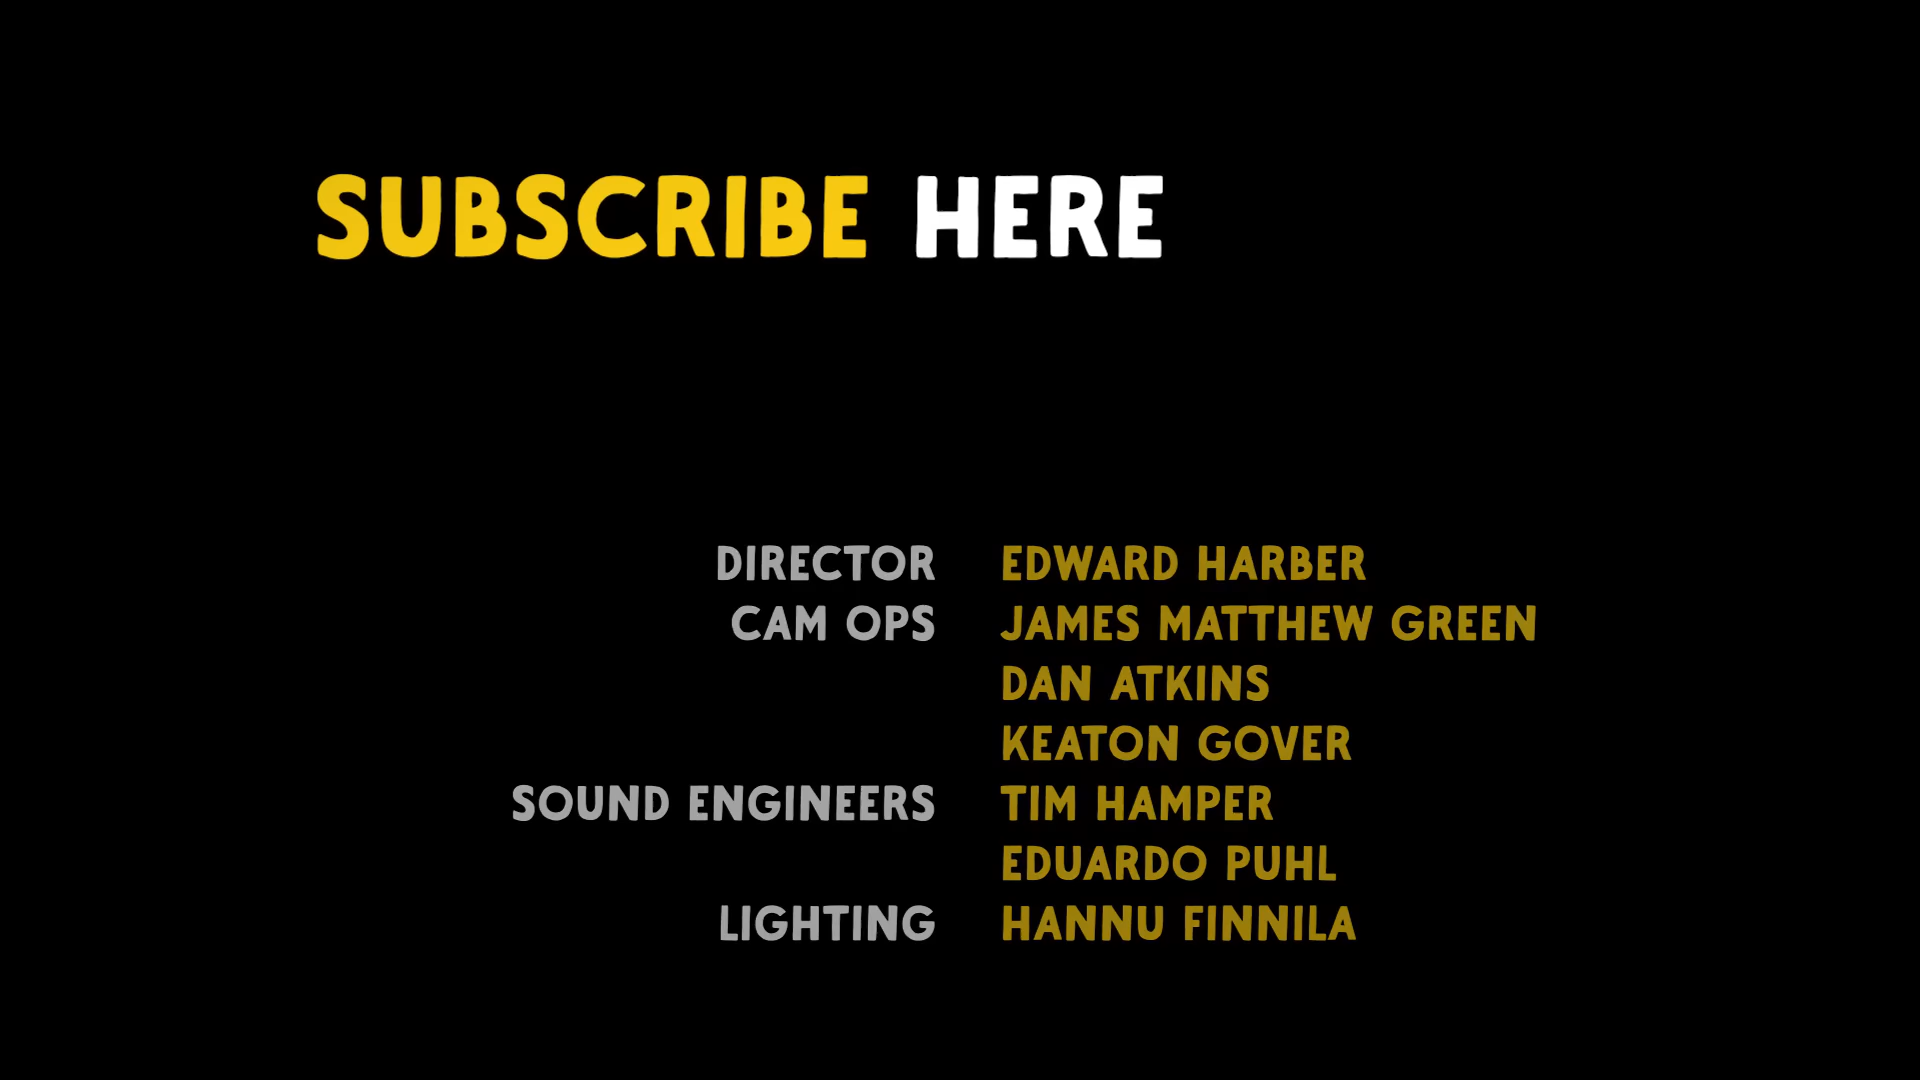 SUBSCRIBE HERE
DIRECTOR EDWARD HARBER
CAM OPS JAMES MATTHEW GREEN
DAN ATKINS
KEATON GOVER
SOUND ENGINEERS TIM HAMPER
EDUARDO PUHL
LIGHTING HANNU FINNILA